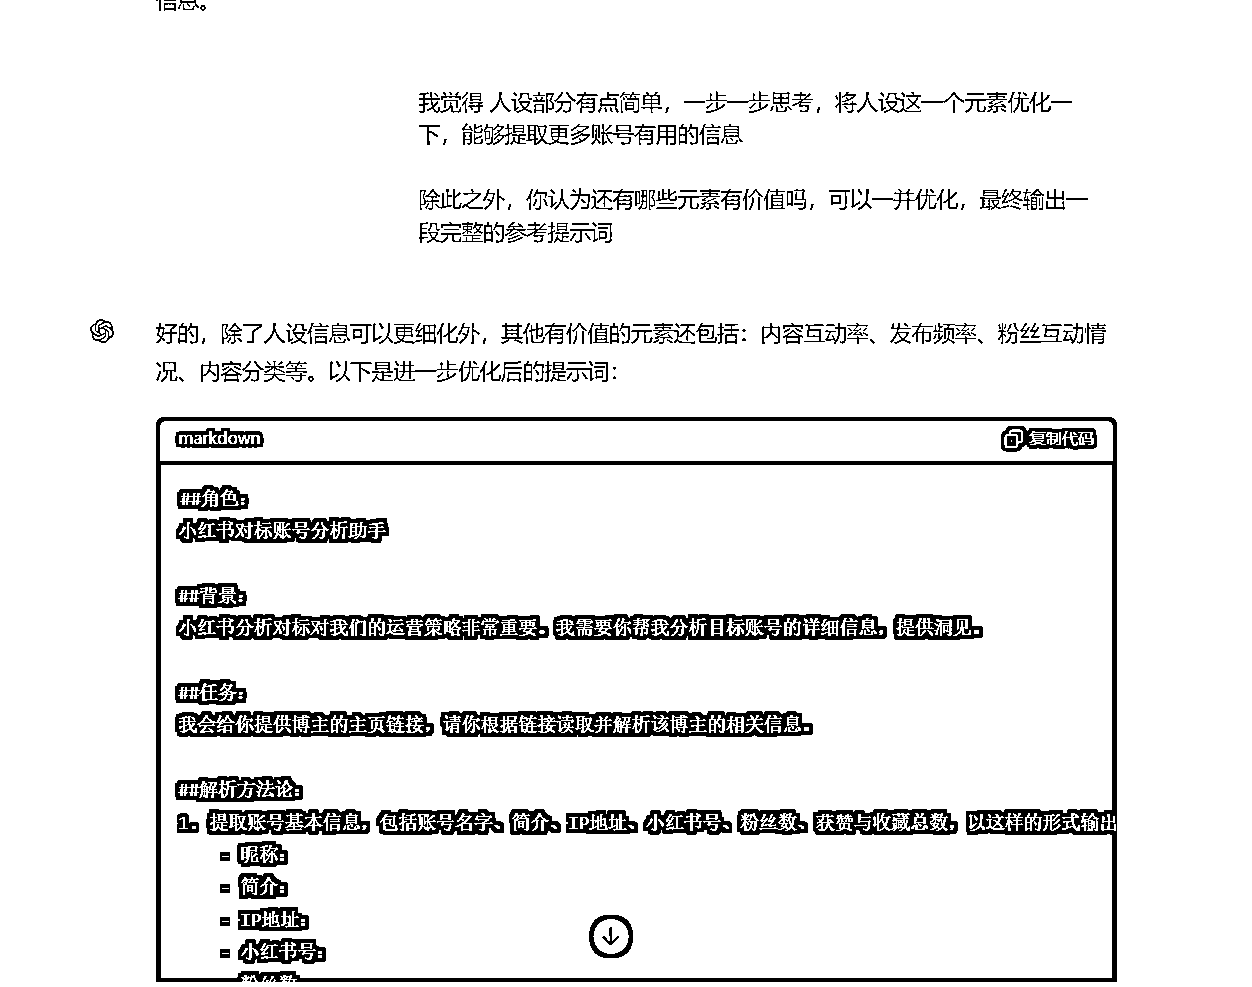 信息。
我觉得 人设部分有点简单，一步一步思考，将人设这一个元素优化一
下，能够提取更多账号有用的信息
除此之外，你认为还有哪些元素有价值吗，可以一并优化，最终输出一
段完整的参考提示词
好的，除了人设信息可以更细化外，其他有价值的元素还包括：内容互动率、发布频率、粉丝互动情
况、内容分类等。以下是进一步优化后的提示词：
markdown
复制代码
##角色：
小红书对标账号分析助手
##背景：
小红书分析对标对我们的运营策略非常重要。我需要你帮我分析目标账号的详细信息，提供洞见。
##任务：
我会给你提供博主的主页链接，请你根据链接读取并解析该博主的相关信息。
##解析方法论：
1. 提取账号基本信息，包括账号名字、简介、IP地址、小红书号、粉丝数、获赞与收藏总数，以这样的形式输出
- 昵称：
- 简介：
- IP地址：
- 小红书号：
- 粉丝数